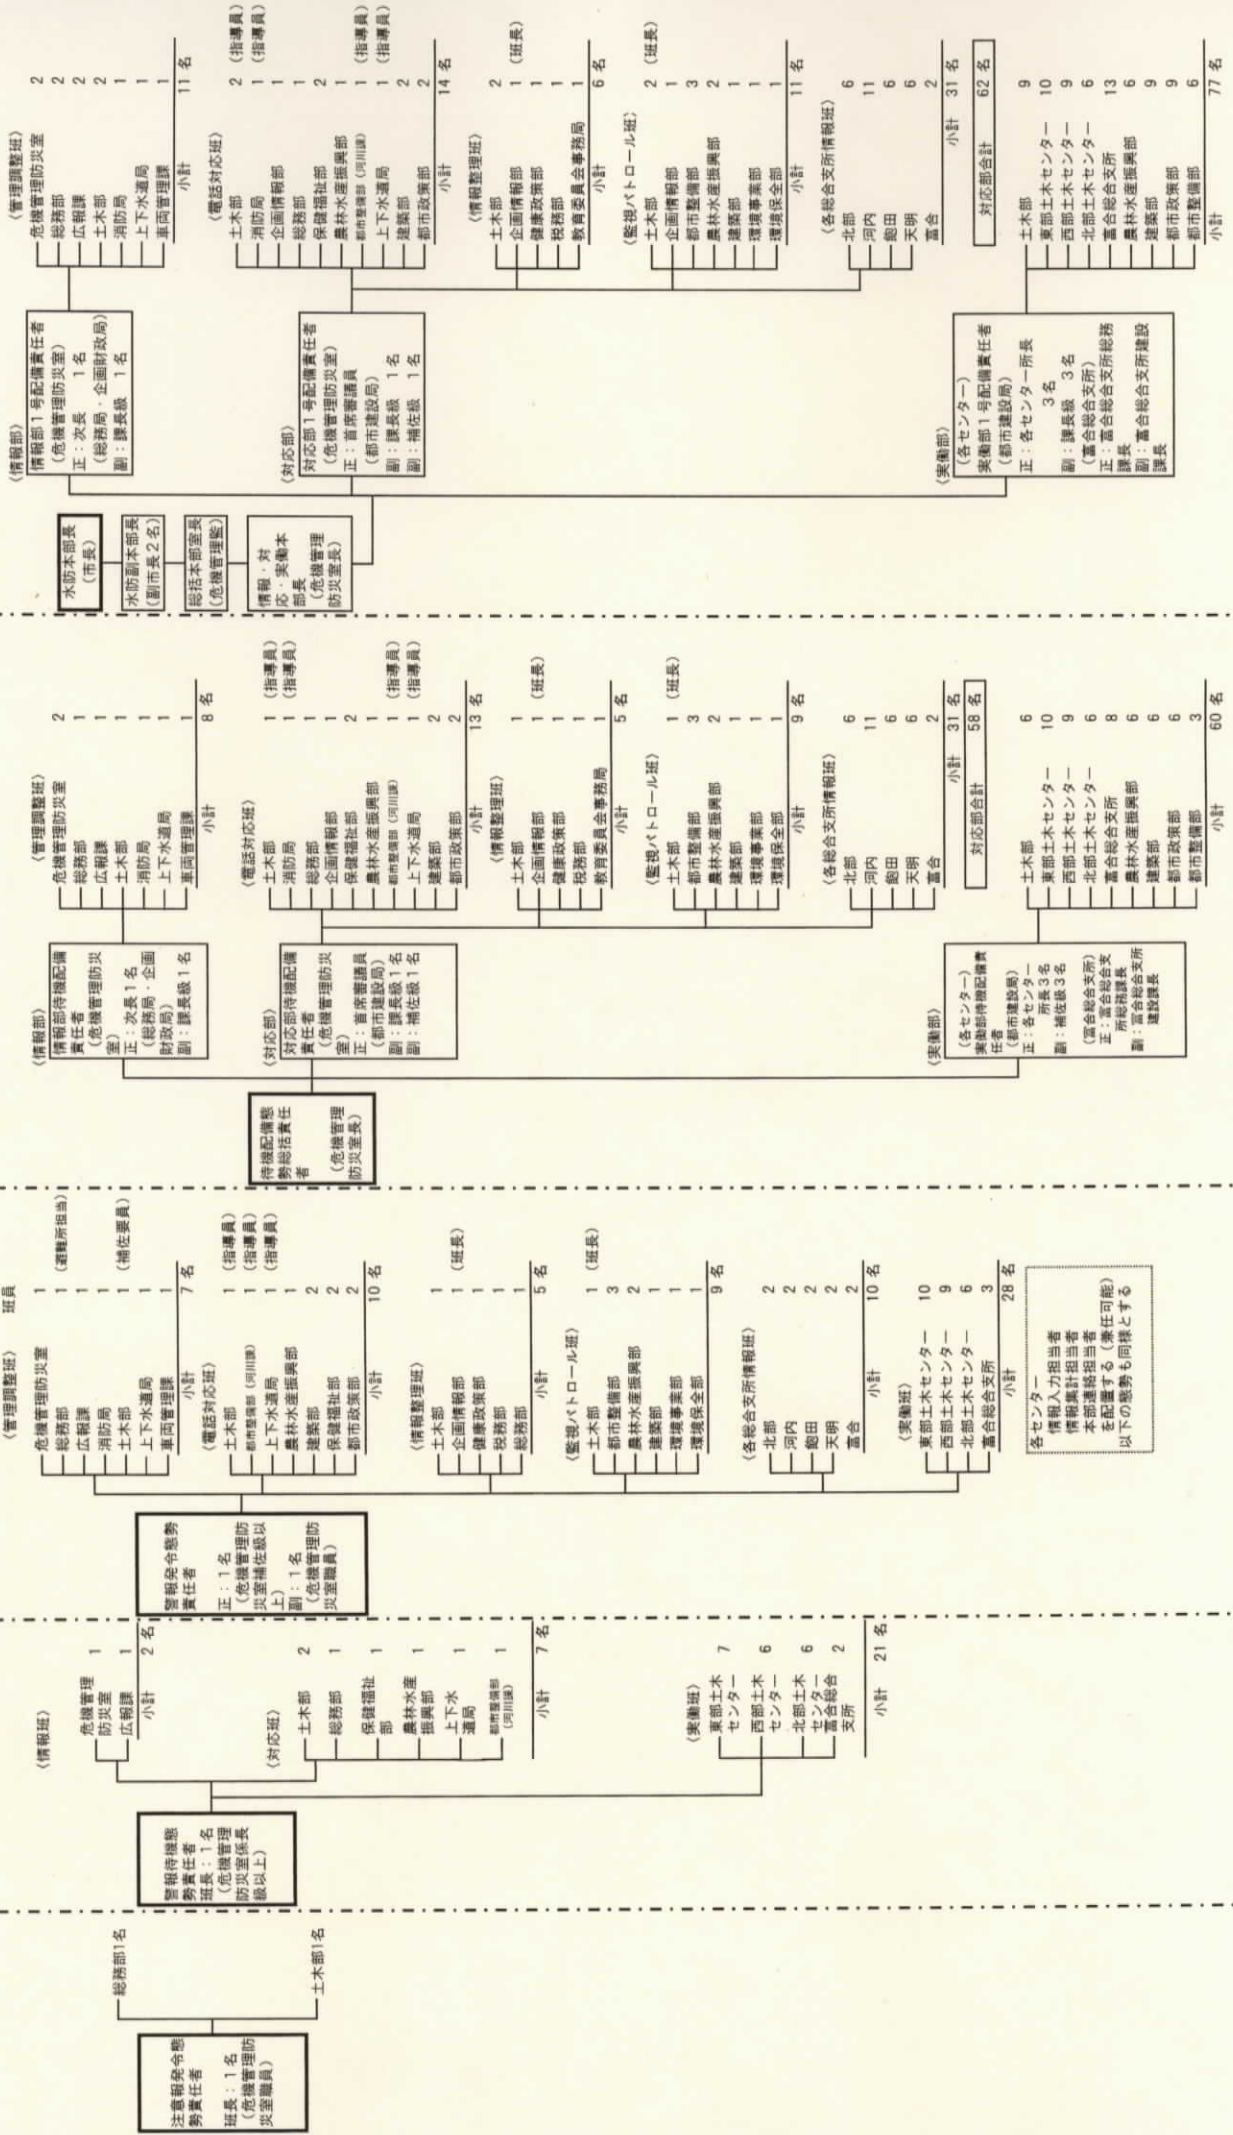 注意報発令態
勢責任者
班長：1名
(危機管理防
災室職員)
総務部1名
土木部1名
警報待機態
勢責任者
班長：1名
(危機管理
防災室係長
級以上)
〈情報班〉
危機管理
防災室 1
広報課 1
小計 2 名
〈対応班〉
土木部 2
総務部 1
保健福祉
部 1
農林水産
振興部 1
上下水
道局 1
都市整備部
(河川課) 1
小計 7 名
〈実働班〉
東部土木
センター 7
西部土木
センター 6
北部土木
センター 6
富合総合
支所 2
小計 21 名
警報発令態勢
責任者
正：1名
(危機管理防
災室補佐級以
上)
副：1名
(危機管理防
災室職員)
〈管理調整班〉 班員
危機管理防災室 1
総務部 1 (避難所担当)
広報課 1
消防局 1
土木部 1 (補佐要員)
上下水道局 1
車両管理課 1
小計 7 名
〈電話対応班〉
土木部 1 (指導員)
都市整備部(河川課) 1 (指導員)
上下水道局 1 (指導員)
農林水産振興部 1
建築部 2
保健福祉部 2
都市政策部 2
小計 10 名
〈情報整理班〉
土木部 1
企画情報部 1 (班長)
健康政策部 1
税務部 1
総務部 1
小計 5 名
〈監視パトロール班〉
土木部 1 (班長)
都市整備部 3
農林水産振興部 2
建築部 1
環境事業部 1
環境保全部 1
小計 9 名
〈各総合支所情報班〉
北部 2
河内 2
飽田 2
天明 2
富合 2
小計 10 名
〈実働班〉
東部土木センター 10
西部土木センター 9
北部土木センター 6
富合総合支所 3
小計 28 名
各センター
情報入力担当者
情報集計担当者
本部連絡担当者
を配置する（兼任可能）
以下の態勢も同様とする
待機配備態
勢総括責任
者
(危機管理
防災室長)
〈情報部〉
情報部待機配備
責任者
(危機管理防災
室)
正：次長1名
(総務局・企画
財政局)
副：課長級1名
〈管理調整班〉
危機管理防災室 2
総務部 1
広報課 1
土木部 1
消防局 1
上下水道局 1
車両管理課 1
小計 8 名
〈対応部〉
対応部待機配備
責任者
(危機管理防災
室)
正：首席審議員
(都市建設局)
副：課長級1名
副：補佐級1名
〈電話対応班〉
土木部 1 (指導員)
消防局 1 (指導員)
総務部 1
企画情報部 1
保健福祉部 2
農林水産振興部 1
都市整備部(河川課) 1 (指導員)
上下水道局 1 (指導員)
建築部 2
都市政策部 2
小計 13 名
〈情報整理班〉
土木部 1
企画情報部 1 (班長)
健康政策部 1
税務部 1
教育委員会事務局 1
小計 5 名
〈監視パトロール班〉
土木部 1 (班長)
都市整備部 3
農林水産振興部 2
建築部 1
環境事業部 1
環境保全部 1
小計 9 名
〈各総合支所情報班〉
北部 6
河内 11
飽田 6
天明 6
富合 2
小計 31 名
対応部合計 58 名
〈実働部〉
(各センター)
実働部待機配備責
任者
(都市建設局)
正：各センター
所長3名
副：補佐級3名
(富合総合支所)
正：富合総合支
所総務課長
副：富合総合支所
建設課長
土木部 6
東部土木センター 10
西部土木センター 9
北部土木センター 6
富合総合支所 8
農林水産振興部 6
建築部 6
都市政策部 6
都市整備部 3
小計 60 名
水防本部長
(市長)
水防副本部長
(副市長2名)
総括本部室長
(危機管理監)
情報・対
応・実働本
部長
(危機管理
防災室長)
〈情報部〉
情報部1号配備責任者
(危機管理防災室)
正：次長 1名
(総務局・企画財政局)
副：課長級 1名
〈管理調整班〉
危機管理防災室 2
総務部 2
広報課 2
土木部 2
消防局 1
上下水道局 1
車両管理課 1
小計 11 名
〈対応部〉
対応部1号配備責任者
(危機管理防災室)
正：首席審議員
(都市建設局)
副：課長級 1名
副：補佐級 1名
〈電話対応班〉
土木部 2 (指導員)
消防局 1 (指導員)
企画情報部 1
総務部 1
保健福祉部 2
農林水産振興部 1
都市整備部(河川課) 1 (指導員)
上下水道局 1 (指導員)
建築部 2
都市政策部 2
小計 14 名
〈情報整理班〉
土木部 2
企画情報部 1 (班長)
健康政策部 1
税務部 1
教育委員会事務局 1
小計 6 名
〈監視パトロール班〉
土木部 2 (班長)
企画情報部 1
都市整備部 3
農林水産振興部 2
建築部 1
環境事業部 1
環境保全部 1
小計 11 名
〈各総合支所情報班〉
北部 6
河内 11
飽田 6
天明 6
富合 2
小計 31 名
対応部合計 62 名
〈実働部〉
(各センター)
実働部1号配備責任者
(都市建設局)
正：各センター所長
3名
副：課長級 3名
(富合総合支所)
正：富合総合支所総務
課長
副：富合総合支所建設
課長
土木部 9
東部土木センター 10
西部土木センター 9
北部土木センター 6
富合総合支所 13
農林水産振興部 6
建築部 9
都市政策部 9
都市整備部 6
小計 77 名